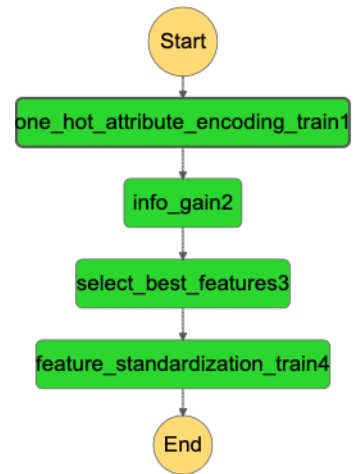 Start
one_hot_attribute_encoding_train1
info_gain2
select_best_features3
feature_standardization_train4
End